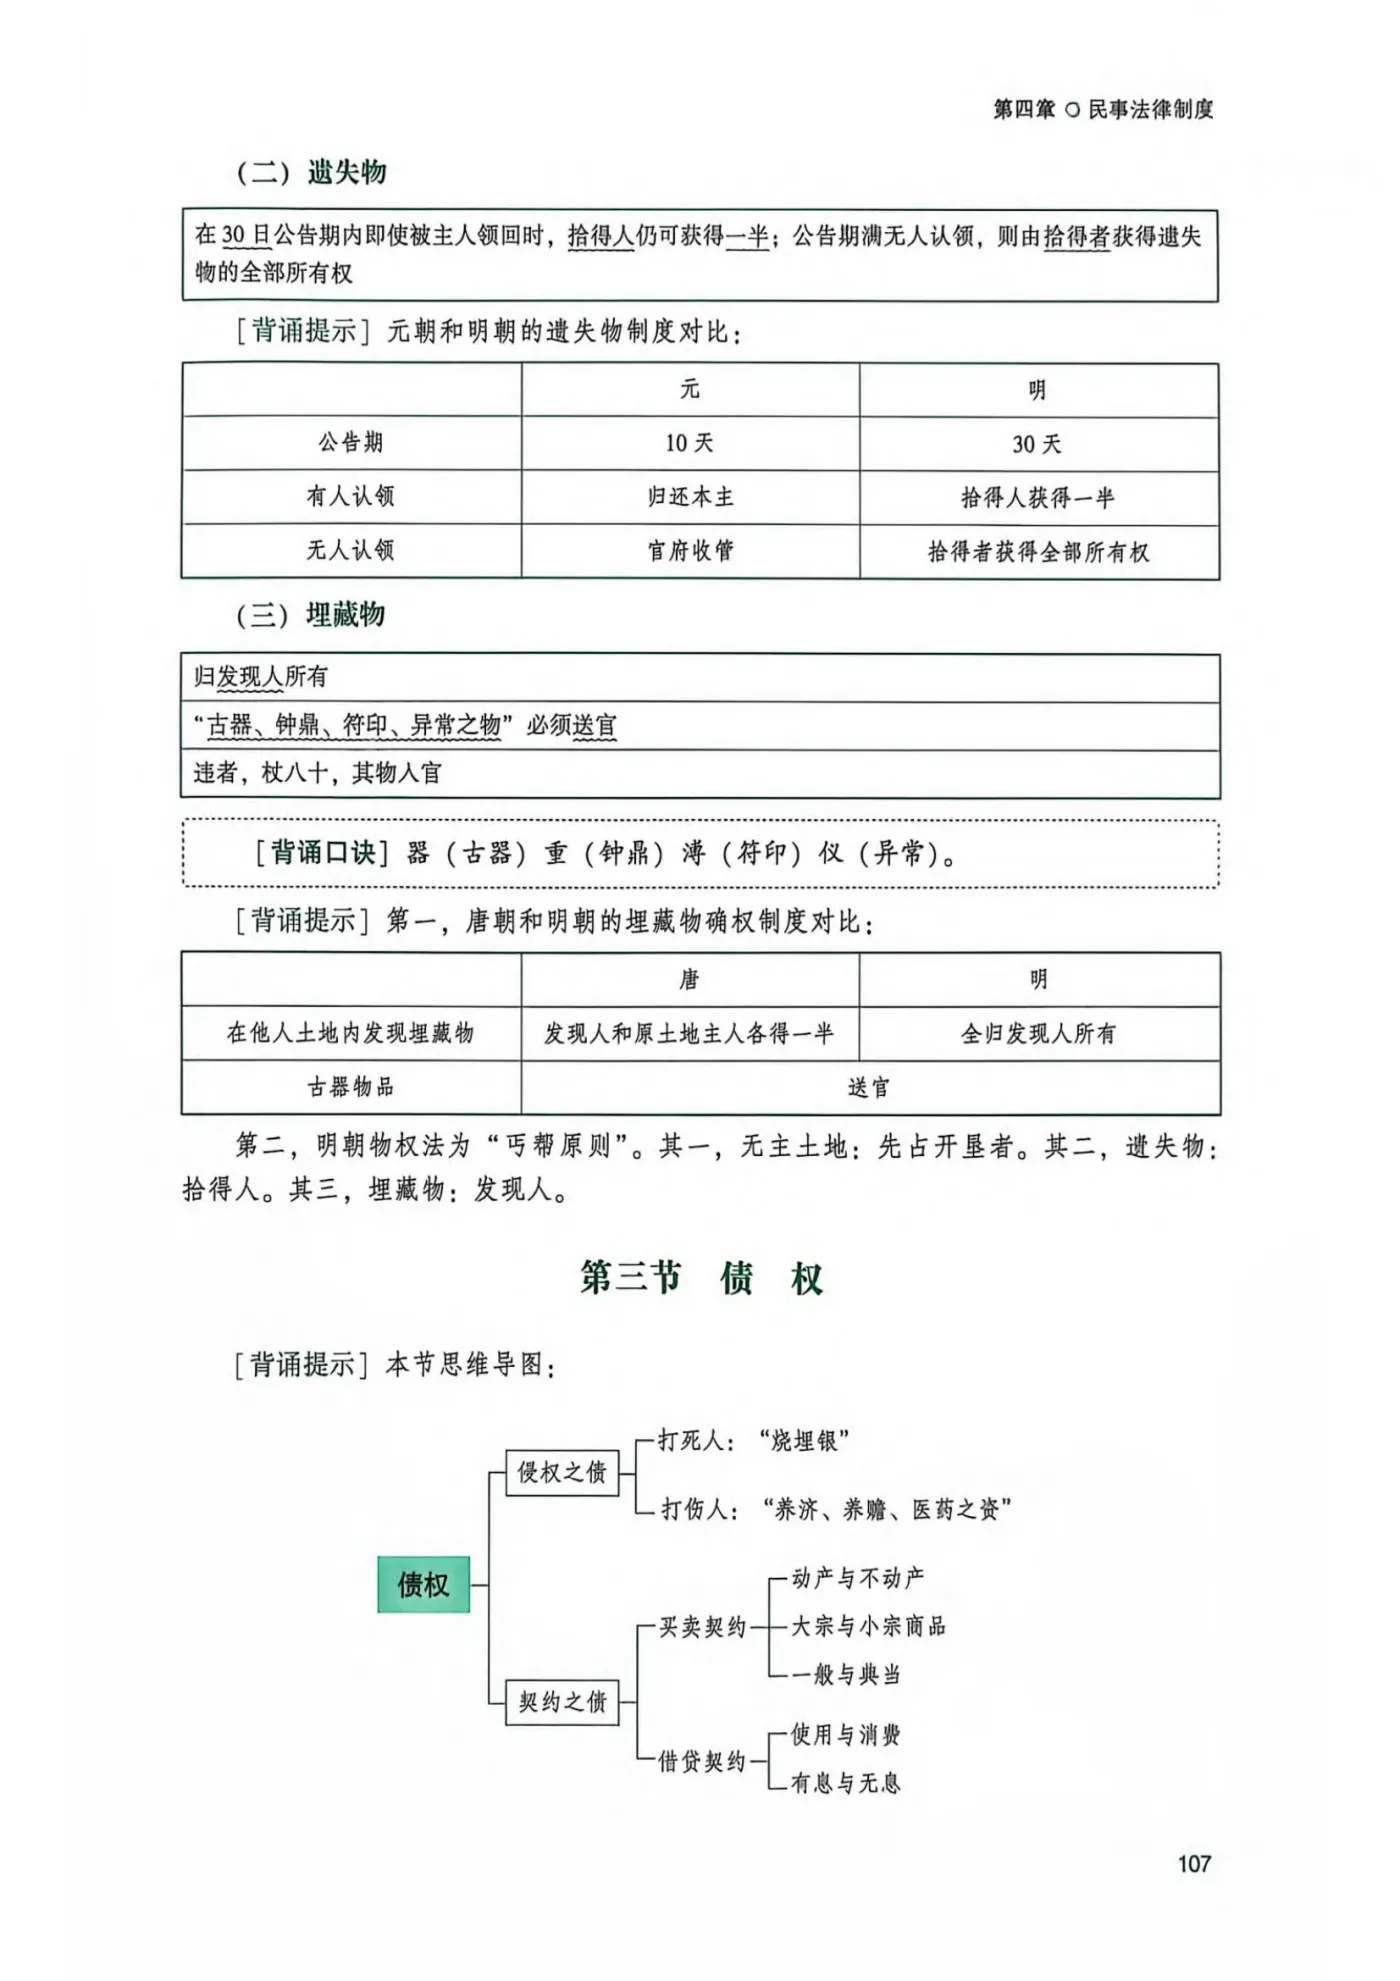 第四章 ○ 民事法律制度
（二）遗失物
在 30 日公告期内即使被主人领回时，拾得人仍可获得一半；公告期满无人认领，则由拾得者获得遗失
物的全部所有权
［背诵提示］元朝和明朝的遗失物制度对比：
元 明
公告期 10 天 30 天
有人认领 归还本主 拾得人获得一半
无人认领 官府收管 拾得者获得全部所有权
（三）埋藏物
归发现人所有
“古器、钟鼎、符印、异常之物”必须送官
违者，杖八十，其物人官
［背诵口诀］器（古器）重（钟鼎）溥（符印）仪（异常）。
［背诵提示］第一，唐朝和明朝的埋藏物确权制度对比：
唐 明
在他人土地内发现埋藏物 发现人和原土地主人各得一半 全归发现人所有
古器物品 送官
第二，明朝物权法为“丐帮原则”。其一，无主土地：先占开垦者。其二，遗失物：
拾得人。其三，埋藏物：发现人。
第三节 债 权
［背诵提示］本节思维导图：
债权
侵权之债
打死人：“烧埋银”
打伤人：“养济、养赡、医药之资”
契约之债
买卖契约
动产与不动产
大宗与小宗商品
一般与典当
借贷契约
使用与消费
有息与无息
107